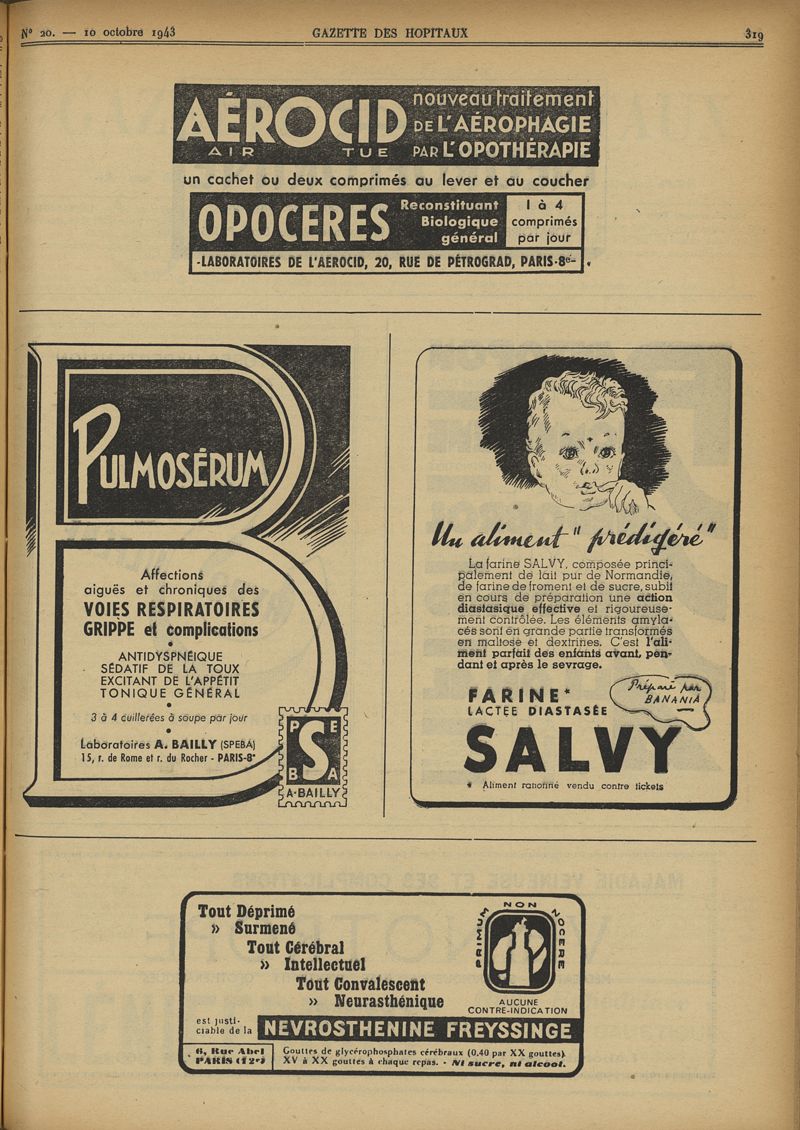 Nº 20. — 10 octobre 1943
GAZETTE DES HOPITAUX
319
AÉROCID
AIR TUE
nouveau traitement
DE L'AÉROPHAGIE
PAR L'OPOTHÉRAPIE
un cachet ou deux comprimés au lever et au coucher
OPOCERES
Reconstituant
Biologique
général
1 à 4
comprimés
par jour
-LABORATOIRES DE L'AEROCID, 20, RUE DE PÉTROGRAD, PARIS-8e-
PULMOSÉRUM
Affections
aiguës et chroniques des
VOIES RESPIRATOIRES
GRIPPE et complications
ANTIDYSPNÉIQUE
SÉDATIF DE LA TOUX
EXCITANT DE L'APPÉTIT
TONIQUE GÉNÉRAL
3 à 4 cuillerées à soupe par jour
Laboratoires A. BAILLY (SPEBA)
15, r. de Rome et r. du Rocher - PARIS-8e
P E
S
B A
A·BAILLY
Un aliment "prédigéré"
La farine SALVY, composée princi-
palement de lait pur de Normandie,
de farine de froment et de sucre, subit
en cours de préparation une action
diastasique effective et rigoureuse-
ment contrôlée. Les éléments amyla-
cés sont en grande partie transformés
en maltose et dextrines. C'est l'ali-
ment parfait des enfants avant, pen-
dant et après le sevrage.
FARINE*
LACTÉE DIASTASÉE
Préparé par
BANANIA
SALVY
* Aliment rationné vendu contre tickets
Tout Déprimé
» Surmené
Tout Cérébral
» Intellectuel
Tout Convalescent
» Neurasthénique
PRIMUM NON NOCERE
AUCUNE
CONTRE-INDICATION
est justi-
ciable de la
NEVROSTHENINE FREYSSINGE
6, Rue Abel
PARIS (12e)
Gouttes de glycérophosphates cérébraux (0,40 par XX gouttes).
XV à XX gouttes à chaque repas. - Ni sucre, ni alcool.